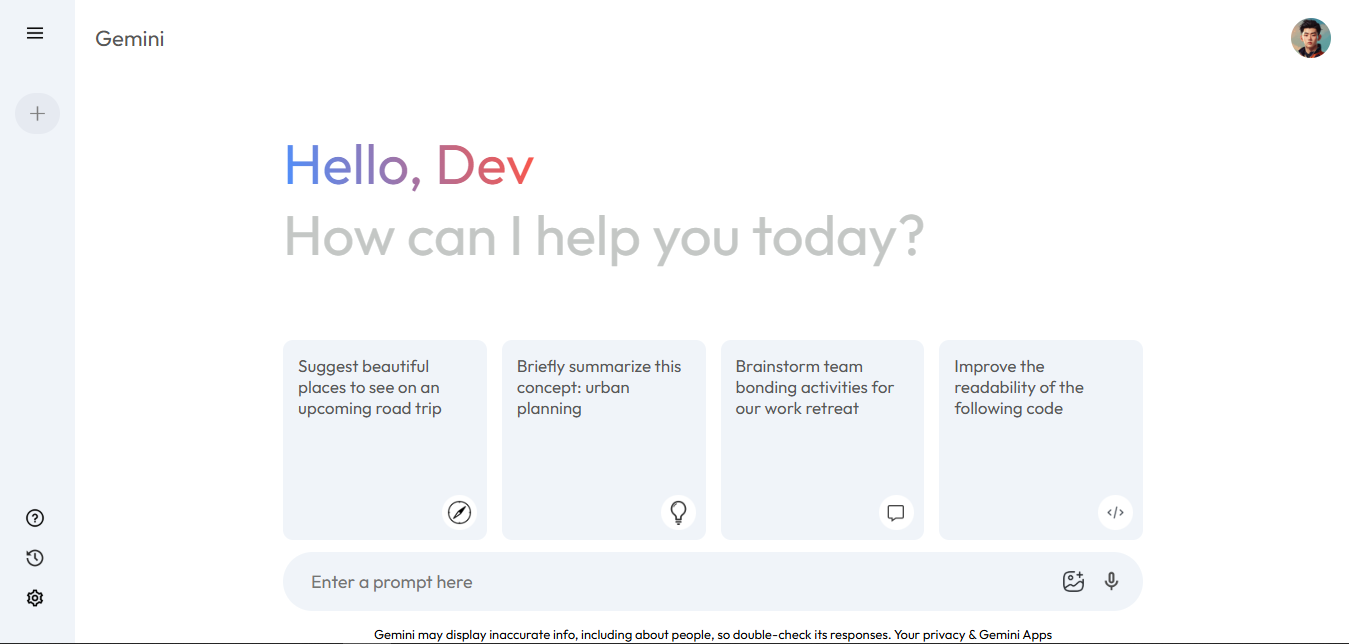 Gemini
Hello, Dev
How can I help you today?
Suggest beautiful
places to see on an
upcoming road trip
Briefly summarize this
concept: urban
planning
Brainstorm team
bonding activities for
our work retreat
Improve the
readability of the
following code
Enter a prompt here
Gemini may display inaccurate info, including about people, so double-check its responses. Your privacy & Gemini Apps